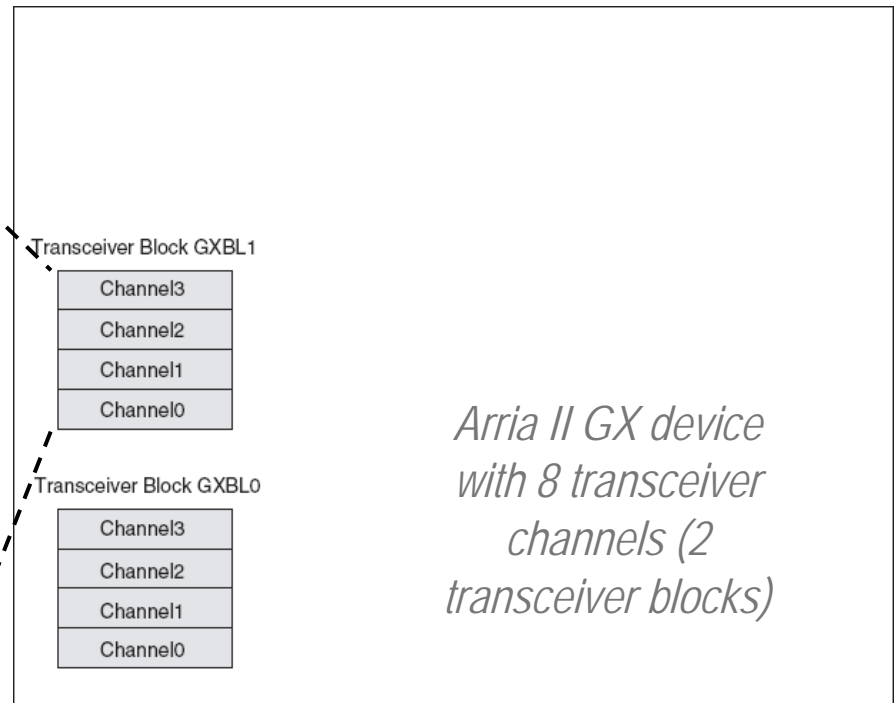 Transceiver Block GXBL1
Channel3
Channel2
Channel1
Channel0
Transceiver Block GXBL0
Channel3
Channel2
Channel1
Channel0
Arria II GX device
with 8 transceiver
channels (2
transceiver blocks)